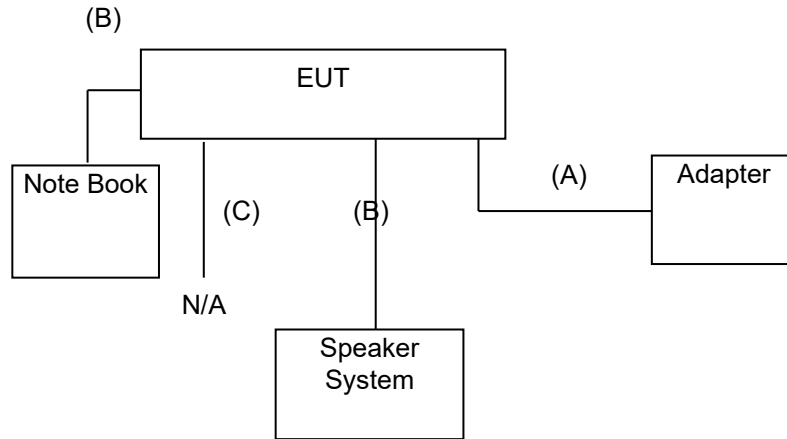 (B)
EUT
Note Book
(A)
Adapter
(C)
(B)
N/A
Speaker
System